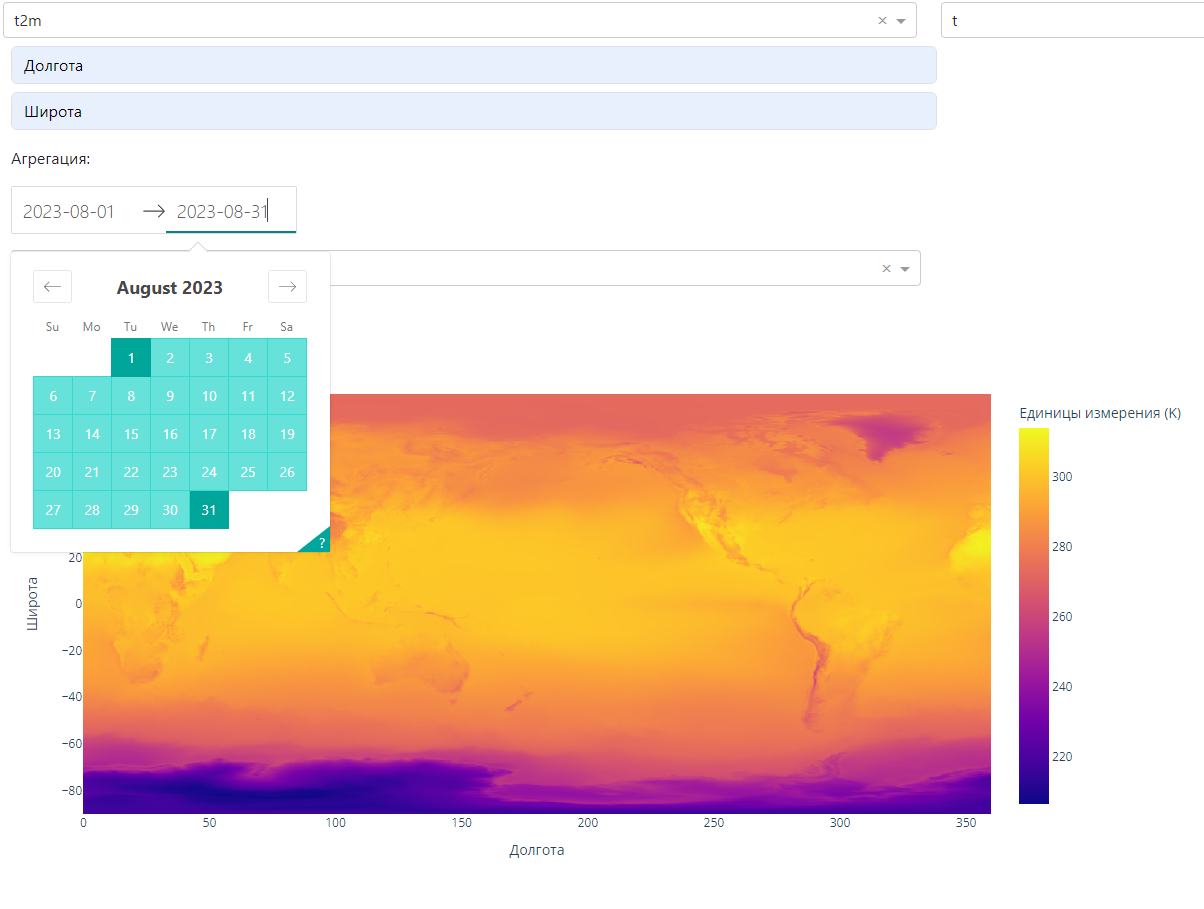 t2m × t
Долгота
Широта
Агрегация:
2023-08-01 → 2023-08-31
×
← August 2023 →
Su Mo Tu We Th Fr Sa
1 2 3 4 5
6 7 8 9 10 11 12
13 14 15 16 17 18 19
20 21 22 23 24 25 26
27 28 29 30 31
?
Единицы измерения (K)
300
280
260
240
220
Широта
20
0
−20
−40
−60
−80
0 50 100 150 200 250 300 350
Долгота